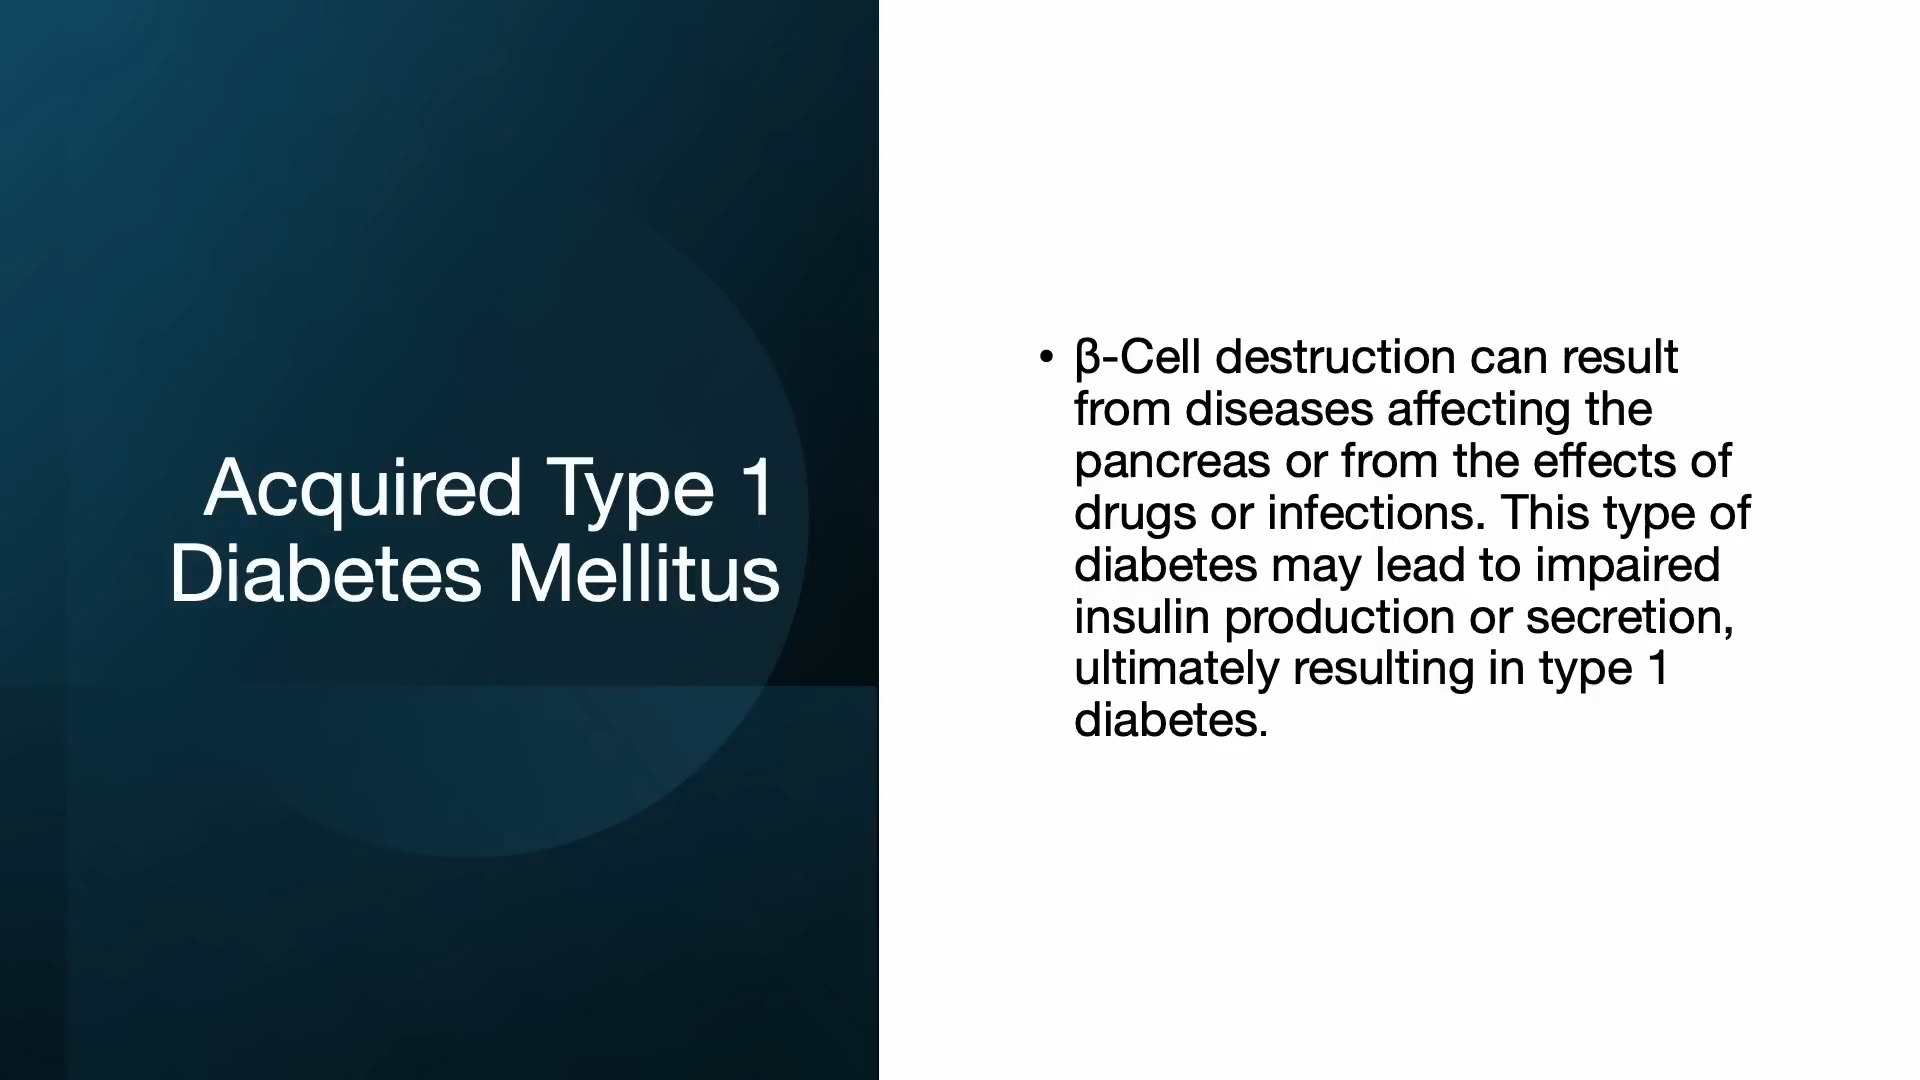 Acquired Type 1
Diabetes Mellitus
• β-Cell destruction can result
from diseases affecting the
pancreas or from the effects of
drugs or infections. This type of
diabetes may lead to impaired
insulin production or secretion,
ultimately resulting in type 1
diabetes.